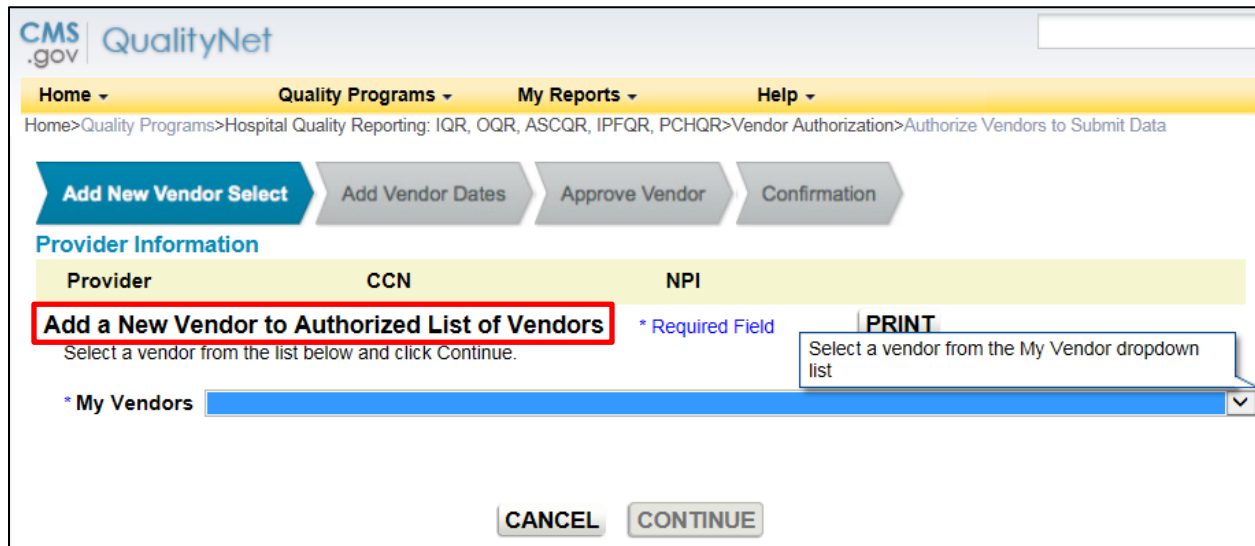 CMS
.gov
QualityNet
Home Quality Programs My Reports Help
Home>Quality Programs>Hospital Quality Reporting: IQR, OQR, ASCQR, IPFQR, PCHQR>Vendor Authorization>Authorize Vendors to Submit Data
Add New Vendor Select Add Vendor Dates Approve Vendor Confirmation
Provider Information
Provider CCN NPI
Add a New Vendor to Authorized List of Vendors * Required Field PRINT
Select a vendor from the list below and click Continue.
Select a vendor from the My Vendor dropdown
list
* My Vendors
CANCEL CONTINUE